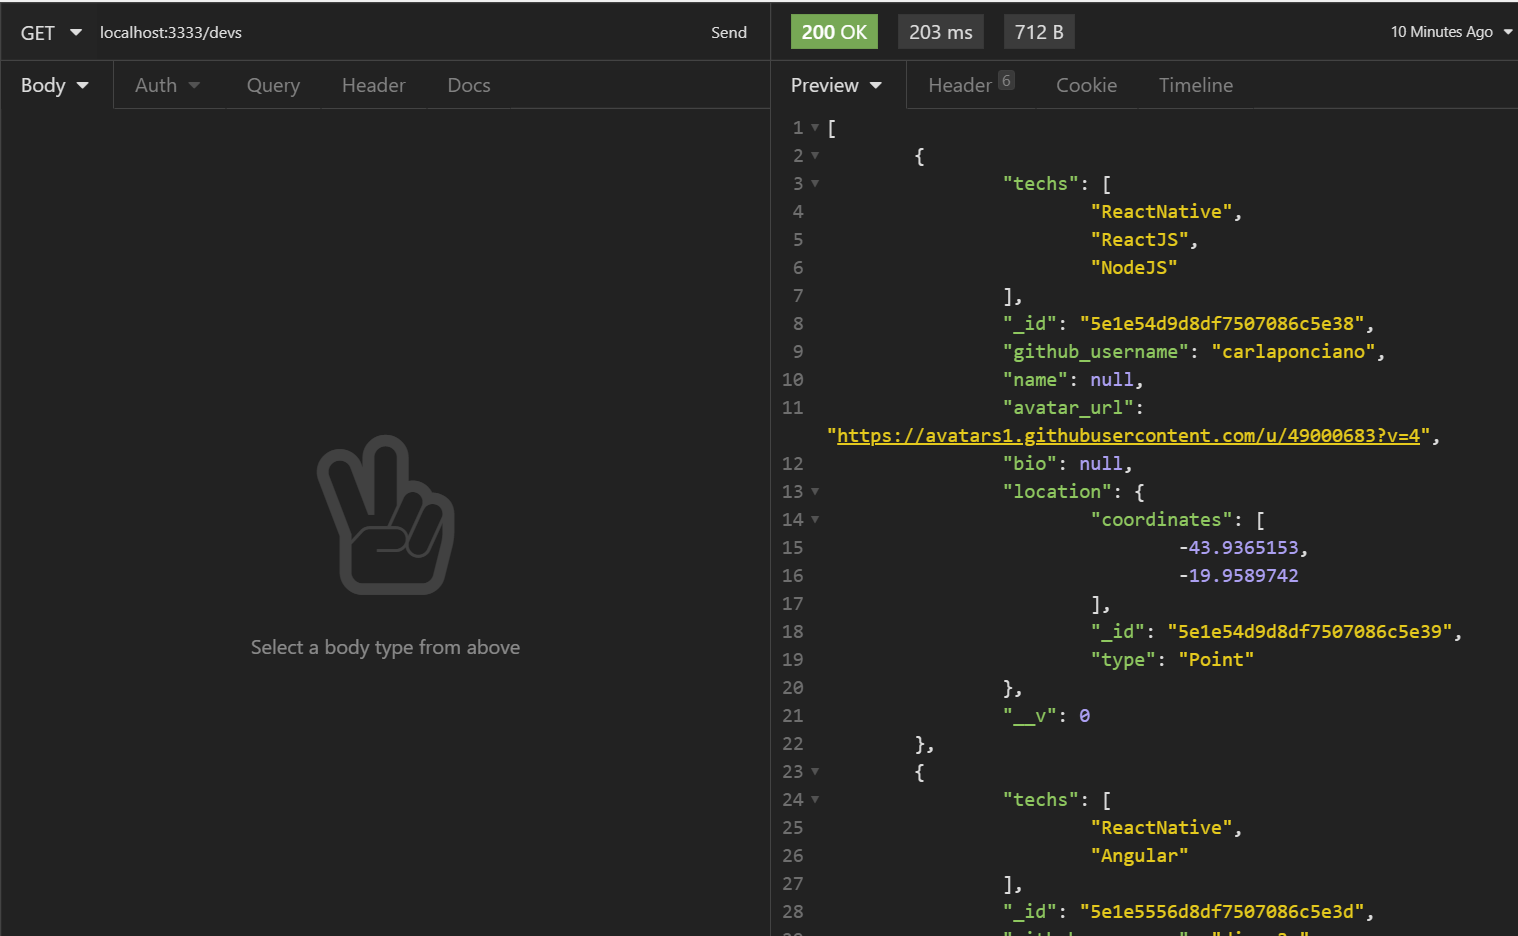 GET localhost:3333/devs Send 200 OK 203 ms 712 B 10 Minutes Ago
Body Auth Query Header Docs Preview Header 6 Cookie Timeline
Select a body type from above
1 [
2 {
3 "techs": [
4 "ReactNative",
5 "ReactJS",
6 "NodeJS"
7 ],
8 "_id": "5e1e54d9d8df7507086c5e38",
9 "github_username": "carlaponciano",
10 "name": null,
11 "avatar_url":
"https://avatars1.githubusercontent.com/u/49000683?v=4",
12 "bio": null,
13 "location": {
14 "coordinates": [
15 -43.9365153,
16 -19.9589742
17 ],
18 "_id": "5e1e54d9d8df7507086c5e39",
19 "type": "Point"
20 },
21 "__v": 0
22 },
23 {
24 "techs": [
25 "ReactNative",
26 "Angular"
27 ],
28 "_id": "5e1e5556d8df7507086c5e3d",